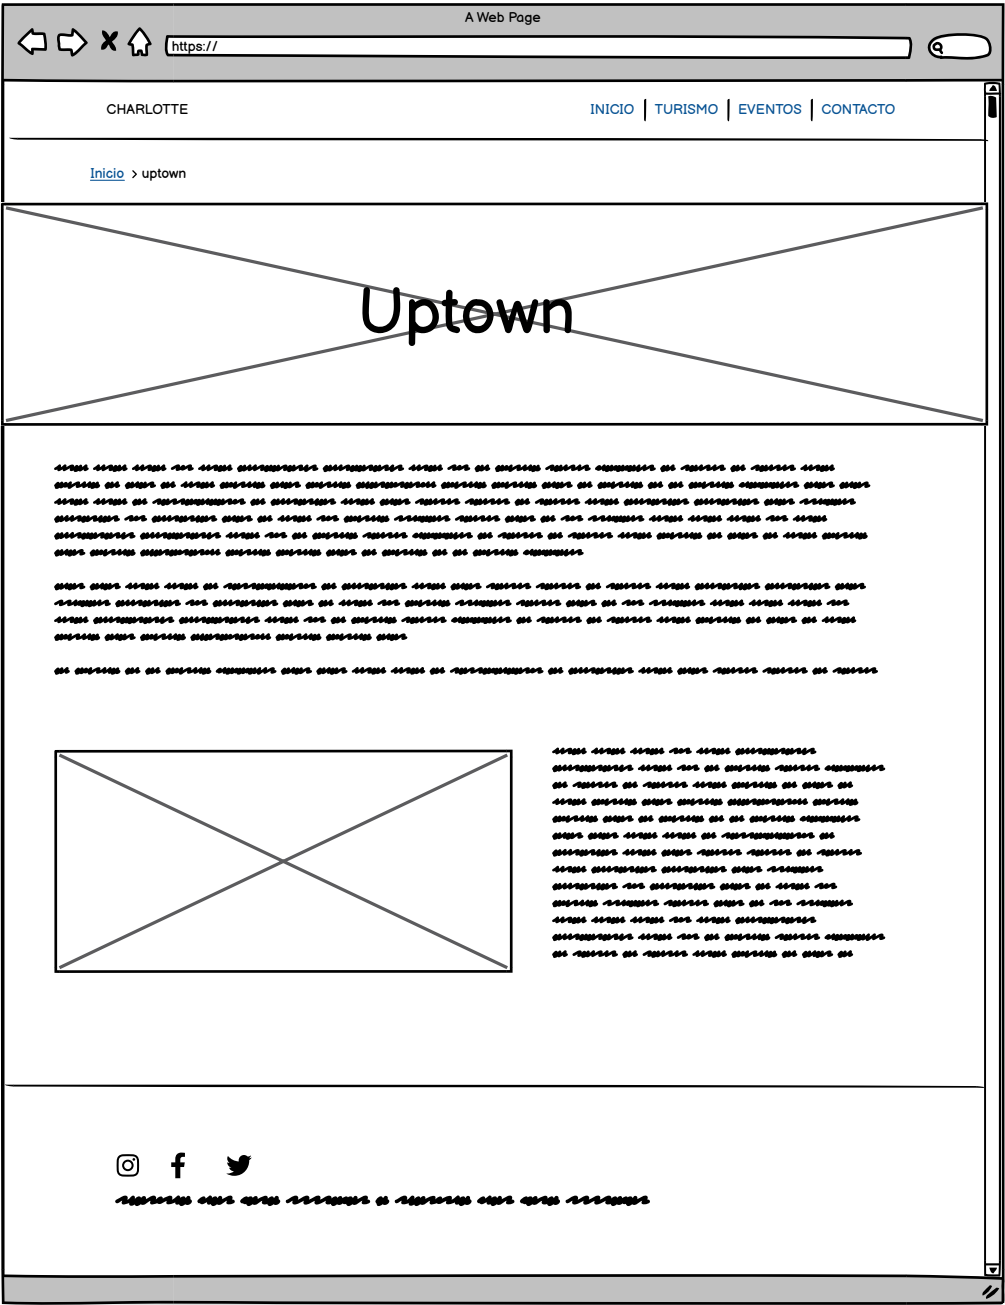 A Web Page
https://
CHARLOTTE
INICIO TURISMO EVENTOS CONTACTO
Inicio > uptown
Uptown